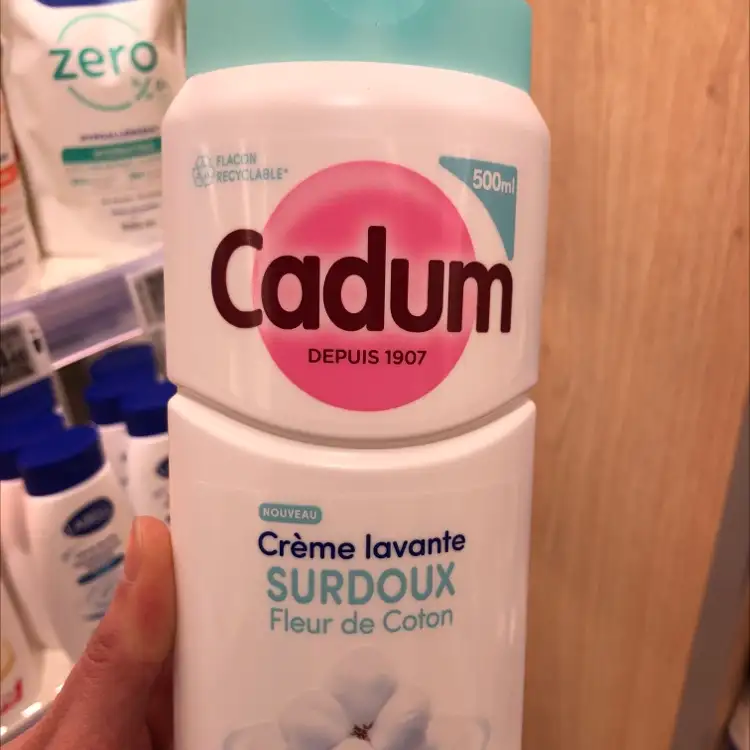 zero
%
FLACON
RECYCLABLE*
500ml
Cadum
DEPUIS 1907
NOUVEAU
Crème lavante
SURDOUX
Fleur de Coton